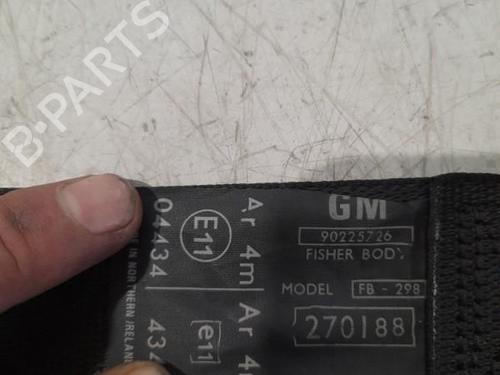 B-PARTS
GM
90225726
FISHER BODY
MODEL FB - 298
270188
Ar 4m
E11
04434
Ar
e11
434
IN NORTHERN IRELAND